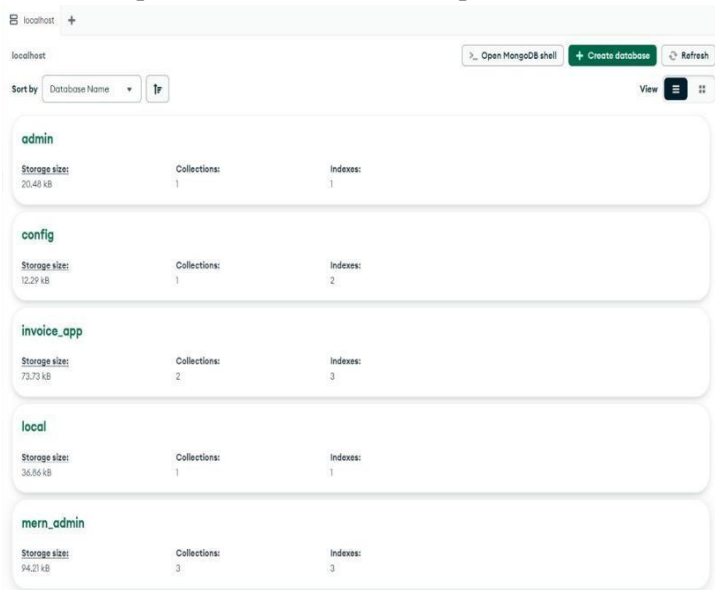 localhost +
localhost >_ Open MongoDB shell + Create database Refresh
Sort by Database Name View
admin
Storage size: Collections: Indexes:
20.48 kB 1 1
config
Storage size: Collections: Indexes:
12.29 kB 1 2
invoice_app
Storage size: Collections: Indexes:
73.73 kB 2 3
local
Storage size: Collections: Indexes:
36.86 kB 1 1
mern_admin
Storage size: Collections: Indexes:
94.21 kB 3 3